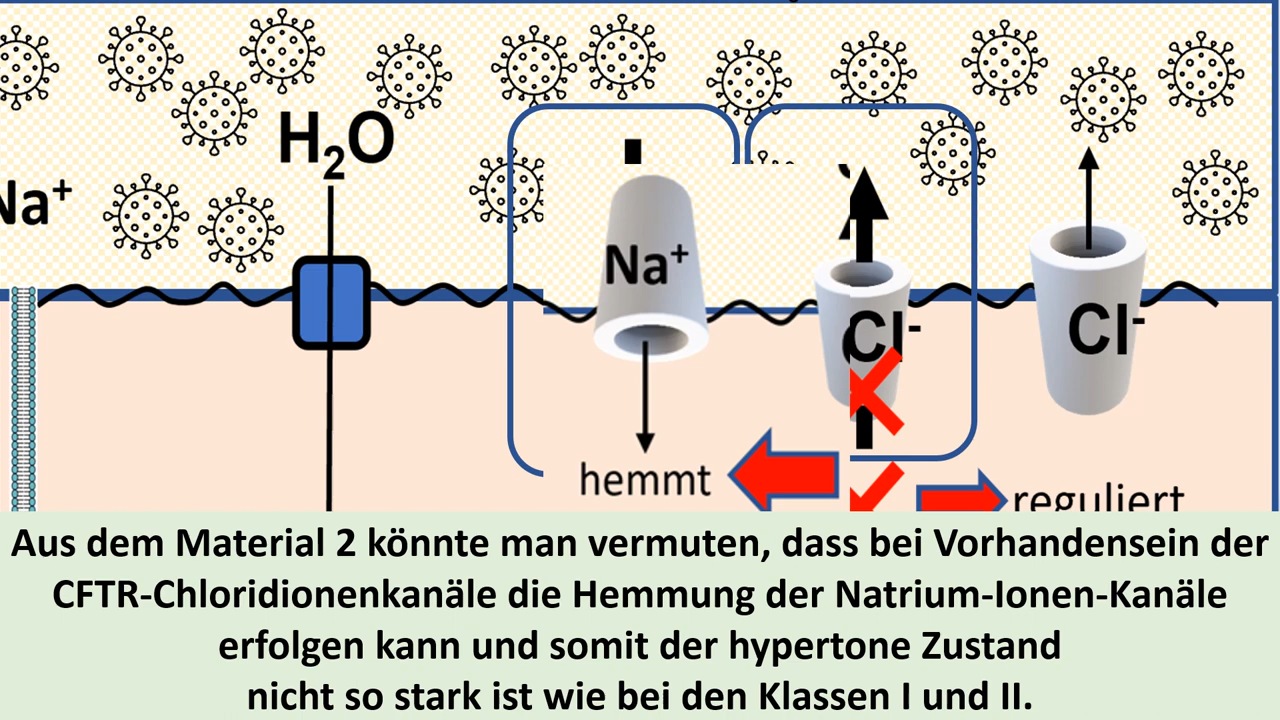 H₂O
Na⁺
Na⁺
Cl⁻
Cl⁻
hemmt
reguliert
Aus dem Material 2 könnte man vermuten, dass bei Vorhandensein der
CFTR-Chloridionenkanäle die Hemmung der Natrium-Ionen-Kanäle
erfolgen kann und somit der hypertone Zustand
nicht so stark ist wie bei den Klassen I und II.